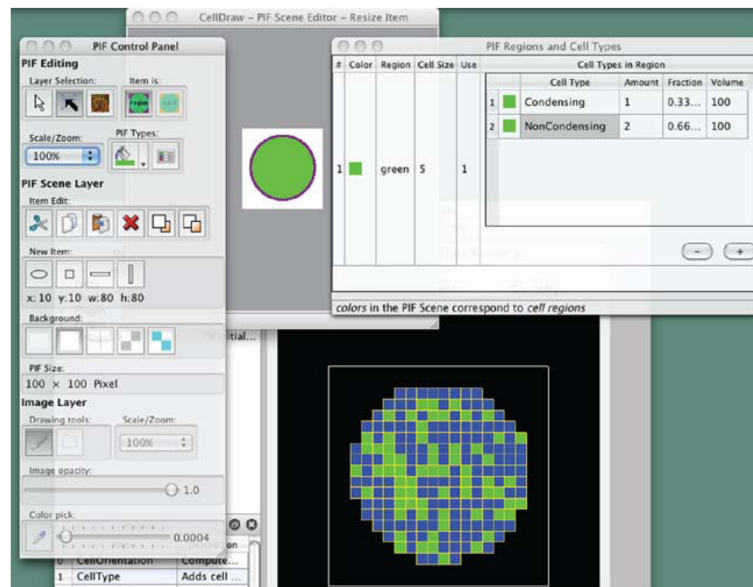 CellDraw – PIF Scene Editor – Resize Item
PIF Control Panel
PIF Editing
Layer Selection: Item is:
region cell
Scale/Zoom: PIF Types:
100%
PIF Scene Layer
Item Edit:
New Item:
x: 10 y: 10 w:80 h:80
Background:
PIF Size:
100 × 100 Pixel
Image Layer
Drawing tools: Scale/Zoom:
100%
Image opacity:
1.0
Color pick:
0.0004
PIF Regions and Cell Types
# Color Region Cell Size Use Cell Types in Region
Cell Type Amount Fraction Volume
1 Condensing 1 0.33... 100
2 NonCondensing 2 0.66... 100
1 green 5 1
- +
colors in the PIF Scene correspond to cell regions
PIF Initial...
0 CellOrientation Compute...
1 CellType Adds cell ...